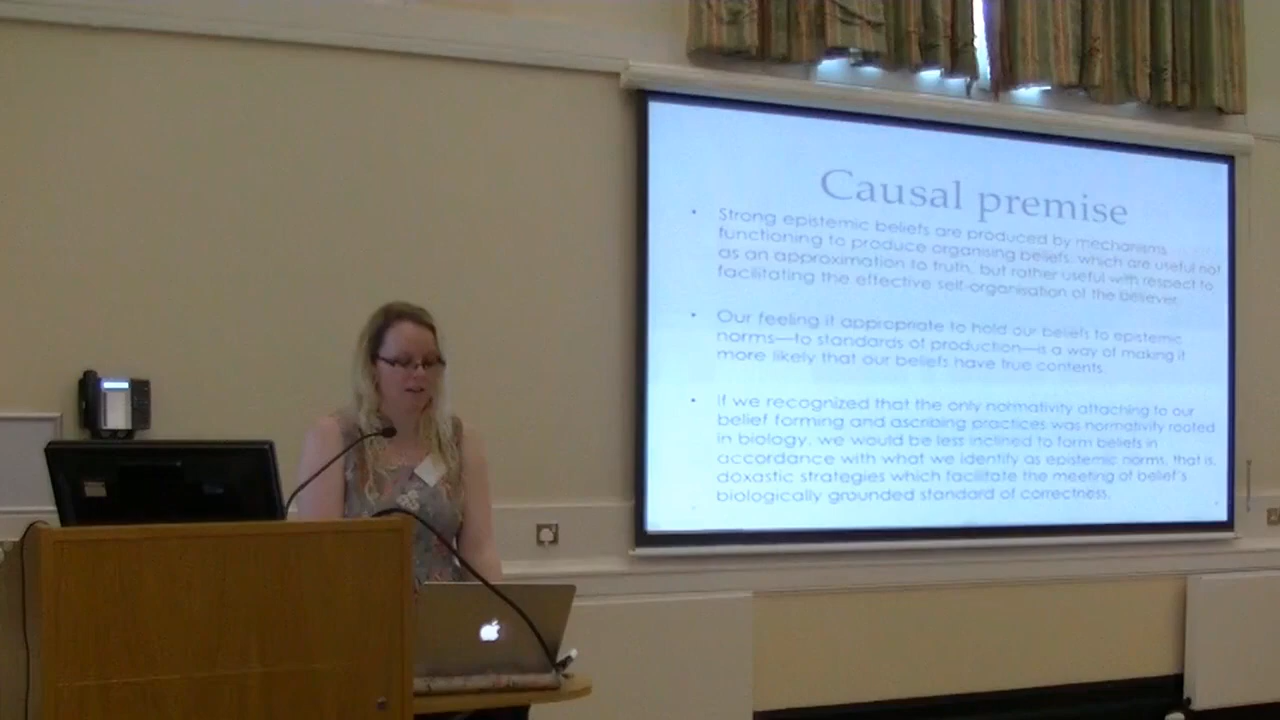 Causal premise
• Strong epistemic beliefs are produced by mechanisms
functioning to produce organising beliefs, which are useful not
as an approximation to truth, but rather useful with respect to
facilitating the effective self-organisation of the believer.
• Our feeling it appropriate to hold our beliefs to epistemic
norms—to standards of production—is a way of making it
more likely that our beliefs have true contents.
• If we recognized that the only normativity attaching to our
belief forming and ascribing practices was normativity rooted
in biology, we would be less inclined to form beliefs in
accordance with what we identify as epistemic norms, that is,
doxastic strategies which facilitate the meeting of belief's
biologically grounded standard of correctness.